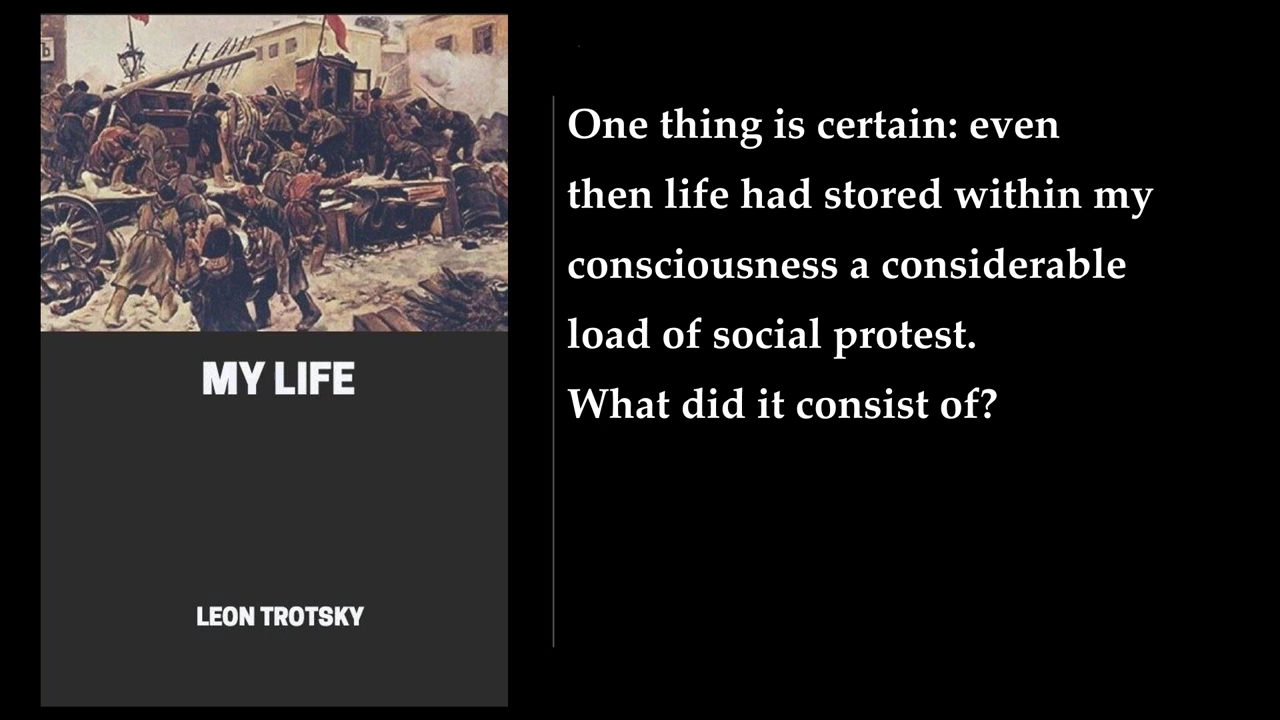 MY LIFE
LEON TROTSKY
One thing is certain: even
then life had stored within my
consciousness a considerable
load of social protest.
What did it consist of?